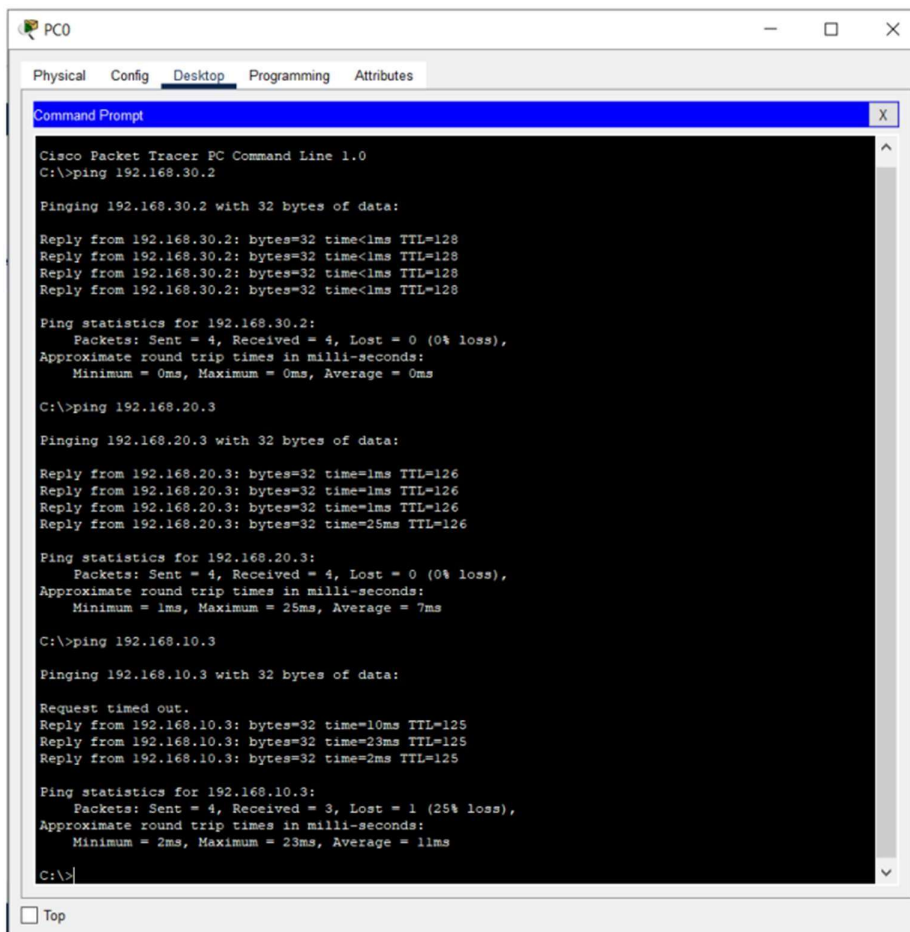 PC0
Physical Config Desktop Programming Attributes
Command Prompt X
Cisco Packet Tracer PC Command Line 1.0
C:\>ping 192.168.30.2
Pinging 192.168.30.2 with 32 bytes of data:
Reply from 192.168.30.2: bytes=32 time<1ms TTL=128
Reply from 192.168.30.2: bytes=32 time<1ms TTL=128
Reply from 192.168.30.2: bytes=32 time<1ms TTL=128
Reply from 192.168.30.2: bytes=32 time<1ms TTL=128
Ping statistics for 192.168.30.2:
Packets: Sent = 4, Received = 4, Lost = 0 (0% loss),
Approximate round trip times in milli-seconds:
Minimum = 0ms, Maximum = 0ms, Average = 0ms
C:\>ping 192.168.20.3
Pinging 192.168.20.3 with 32 bytes of data:
Reply from 192.168.20.3: bytes=32 time=1ms TTL=126
Reply from 192.168.20.3: bytes=32 time=1ms TTL=126
Reply from 192.168.20.3: bytes=32 time=1ms TTL=126
Reply from 192.168.20.3: bytes=32 time=25ms TTL=126
Ping statistics for 192.168.20.3:
Packets: Sent = 4, Received = 4, Lost = 0 (0% loss),
Approximate round trip times in milli-seconds:
Minimum = 1ms, Maximum = 25ms, Average = 7ms
C:\>ping 192.168.10.3
Pinging 192.168.10.3 with 32 bytes of data:
Request timed out.
Reply from 192.168.10.3: bytes=32 time=10ms TTL=125
Reply from 192.168.10.3: bytes=32 time=23ms TTL=125
Reply from 192.168.10.3: bytes=32 time=2ms TTL=125
Ping statistics for 192.168.10.3:
Packets: Sent = 4, Received = 3, Lost = 1 (25% loss),
Approximate round trip times in milli-seconds:
Minimum = 2ms, Maximum = 23ms, Average = 11ms
C:\>
Top